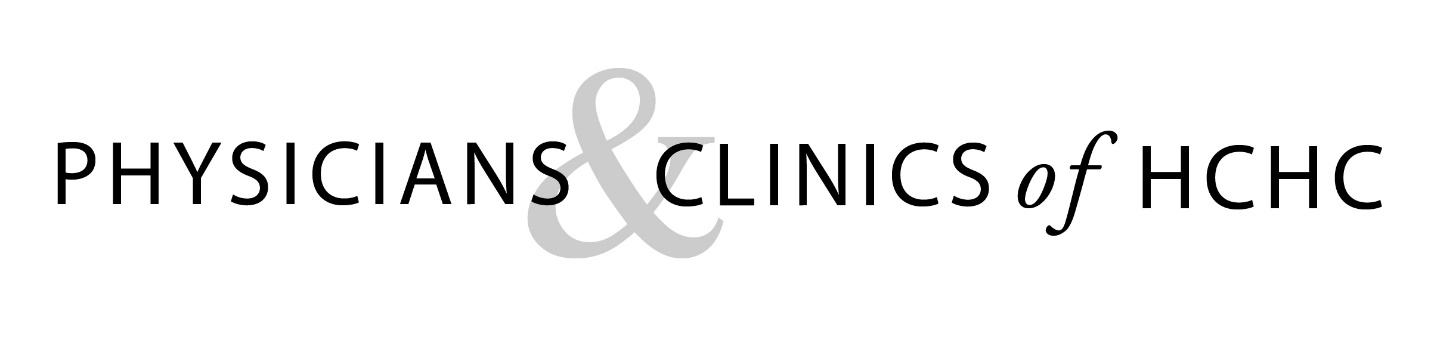 PHYSICIANS & CLINICS of HCHC